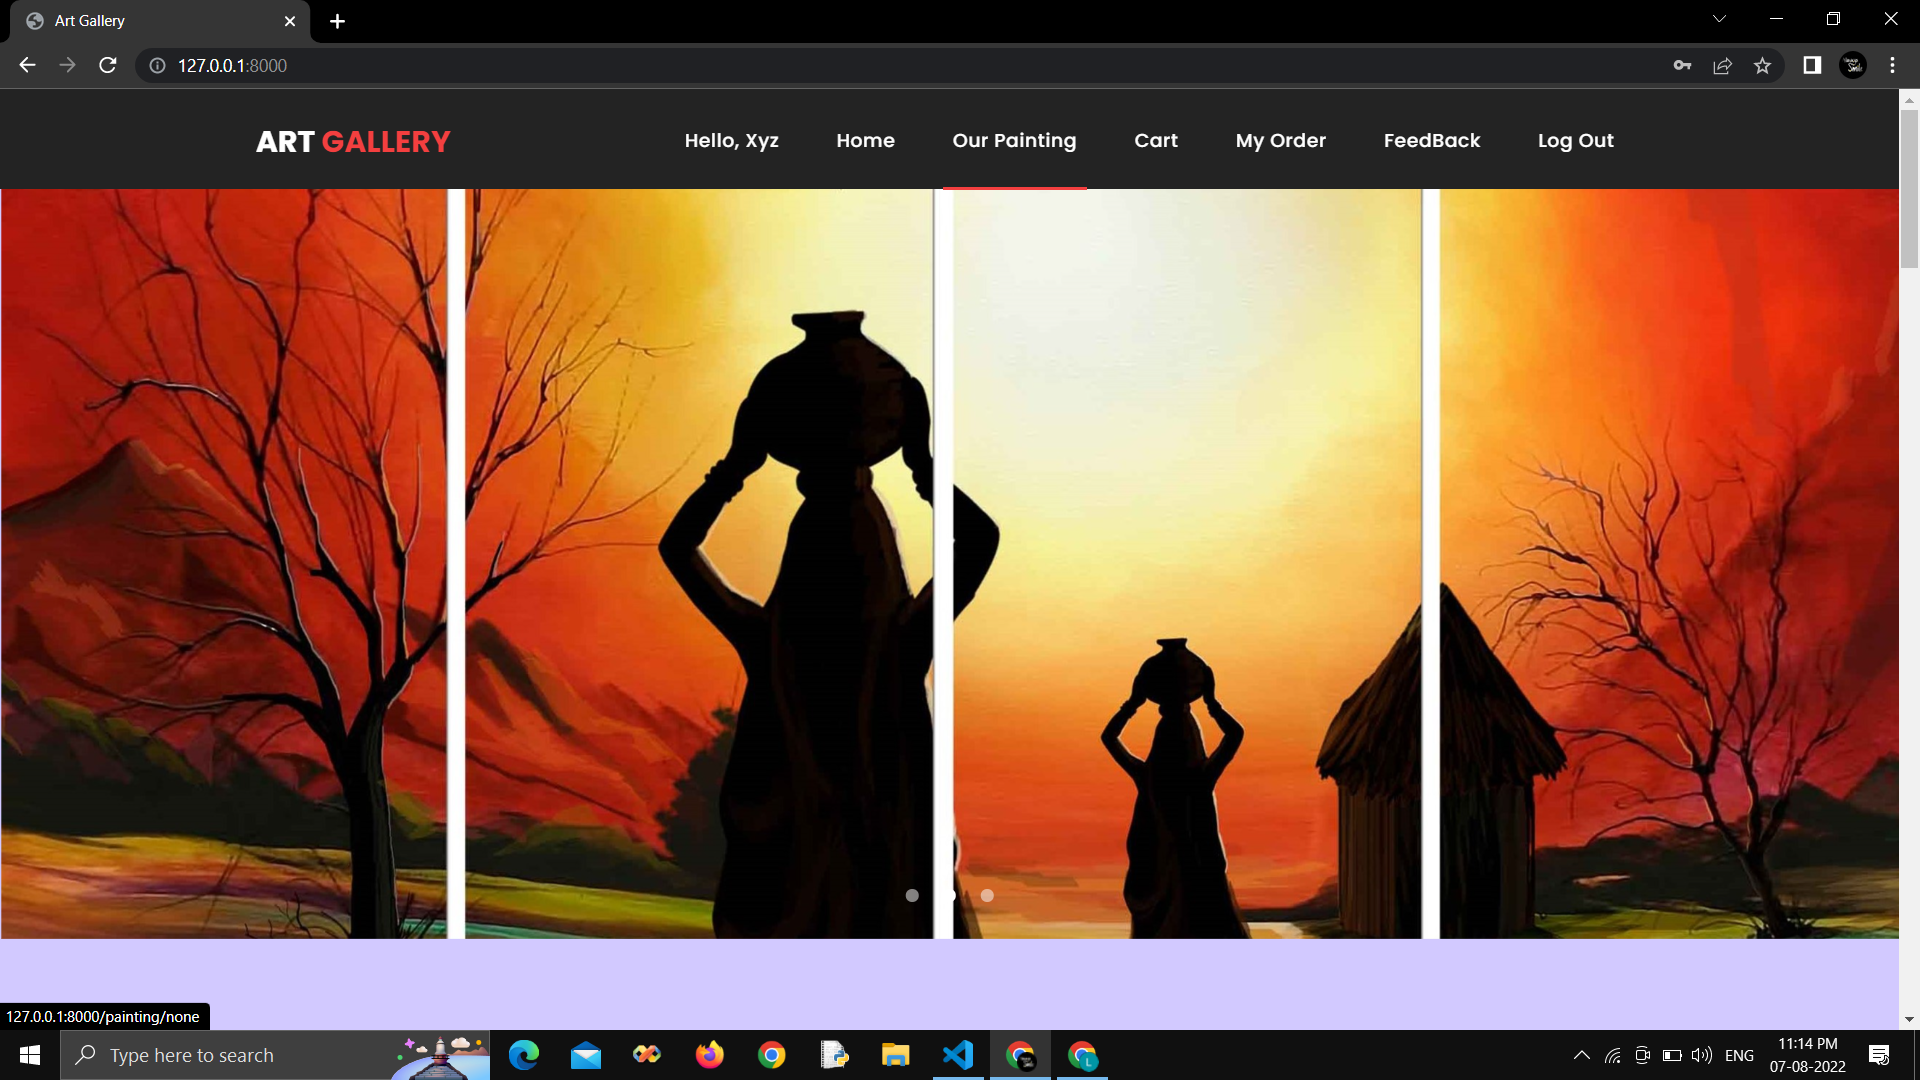 Art Gallery
127.0.0.1:8000
ART GALLERY
Hello, Xyz
Home
Our Painting
Cart
My Order
FeedBack
Log Out
127.0.0.1:8000/painting/none
Type here to search
L
ENG
11:14 PM
07-08-2022